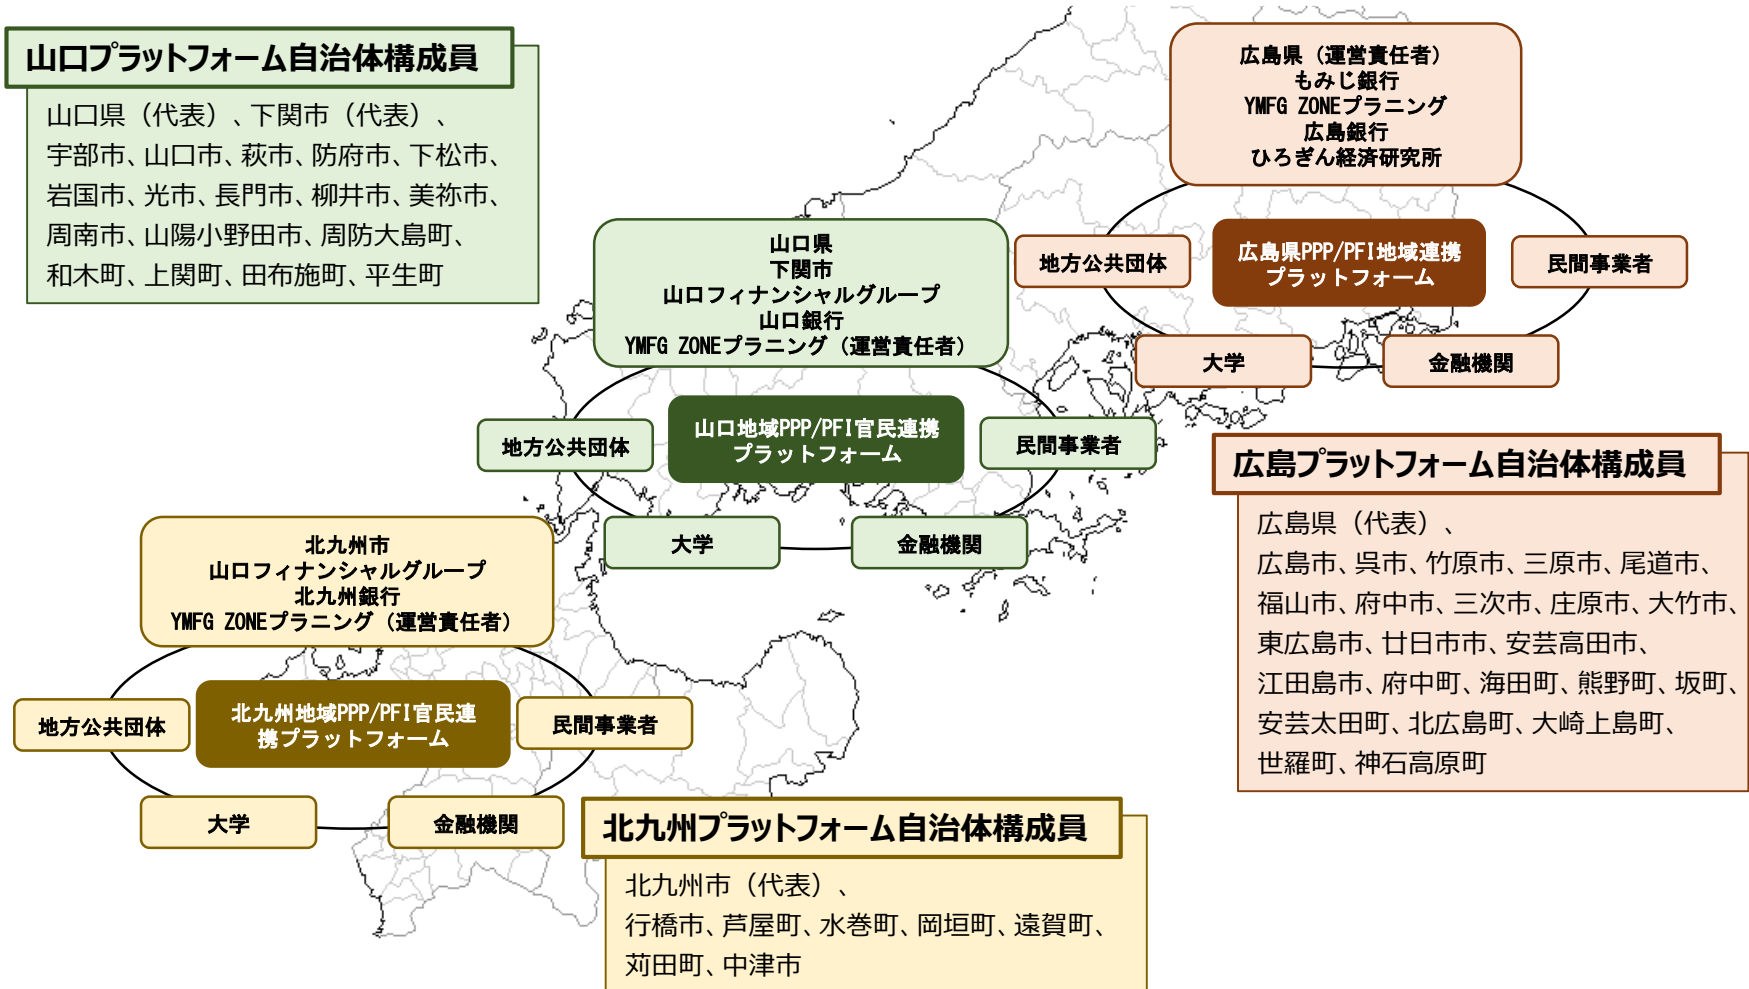 山口プラットフォーム自治体構成員
山口県（代表）、下関市（代表）、
宇部市、山口市、萩市、防府市、下松市、
岩国市、光市、長門市、柳井市、美祢市、
周南市、山陽小野田市、周防大島町、
和木町、上関町、田布施町、平生町
広島県（運営責任者）
もみじ銀行
YMFG ZONEプラニング
広島銀行
ひろぎん経済研究所
地方公共団体
広島県PPP/PFI地域連携
プラットフォーム
民間事業者
大学
金融機関
山口県
下関市
山口フィナンシャルグループ
山口銀行
YMFG ZONEプラニング（運営責任者）
地方公共団体
山口地域PPP/PFI官民連携
プラットフォーム
民間事業者
大学
金融機関
広島プラットフォーム自治体構成員
広島県（代表）、
広島市、呉市、竹原市、三原市、尾道市、
福山市、府中市、三次市、庄原市、大竹市、
東広島市、廿日市市、安芸高田市、
江田島市、府中町、海田町、熊野町、坂町、
安芸太田町、北広島町、大崎上島町、
世羅町、神石高原町
北九州市
山口フィナンシャルグループ
北九州銀行
YMFG ZONEプラニング（運営責任者）
地方公共団体
北九州地域PPP/PFI官民連
携プラットフォーム
民間事業者
大学
金融機関
北九州プラットフォーム自治体構成員
北九州市（代表）、
行橋市、芦屋町、水巻町、岡垣町、遠賀町、
苅田町、中津市